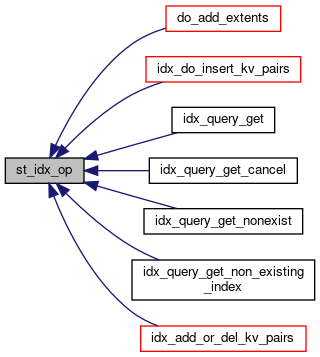 do_add_extents
idx_do_insert_kv_pairs
idx_query_get
st_idx_op
idx_query_get_cancel
idx_query_get_nonexist
idx_query_get_non_existing
_index
idx_add_or_del_kv_pairs